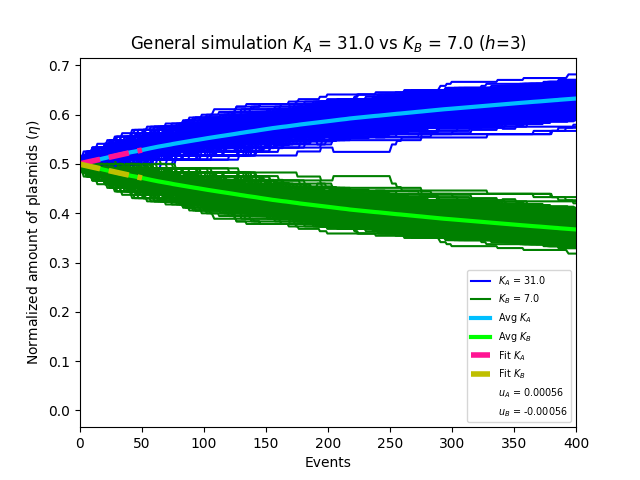 General simulation K_A = 31.0 vs K_B = 7.0 (h=3)
Normalized amount of plasmids (η)
0.7
0.6
0.5
0.4
0.3
0.2
0.1
0.0
K_A = 31.0
K_B = 7.0
Avg K_A
Avg K_B
Fit K_A
Fit K_B
u_A = 0.00056
u_B = -0.00056
0 50 100 150 200 250 300 350 400
Events